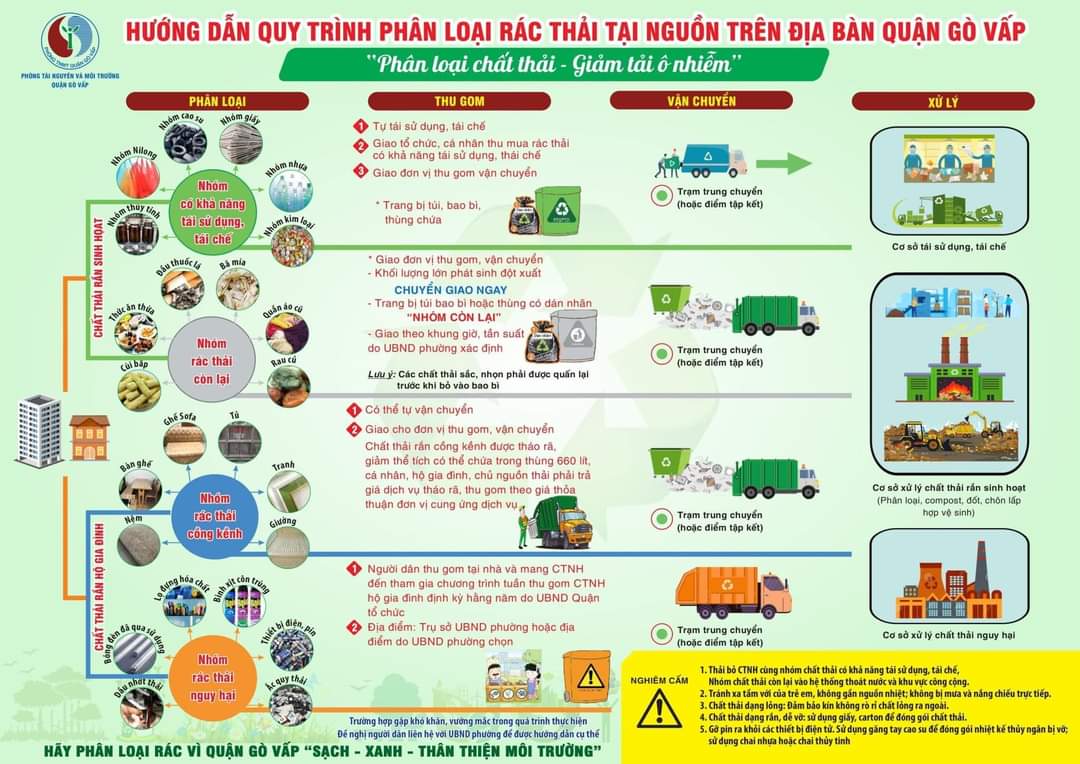 HƯỚNG DẪN QUY TRÌNH PHÂN LOẠI RÁC THẢI TẠI NGUỒN TRÊN ĐỊA BÀN QUẬN GÒ VẤP
"Phân loại chất thải - Giảm tải ô nhiễm"
PHÒNG TÀI NGUYÊN VÀ MÔI TRƯỜNG
QUẬN GÒ VẤP
PHÂN LOẠI
THU GOM
VẬN CHUYỂN
XỬ LÝ
CHẤT THẢI RẮN SINH HOẠT
Nhóm cao su
Nhóm giấy
Nhóm Nilong
Nhóm nhựa
Nhóm thủy tinh
Nhóm kim loại
Nhóm
có khả năng
tái sử dụng,
tái chế
1 Tự tái sử dụng, tái chế
2 Giao tổ chức, cá nhân thu mua rác thải
có khả năng tái sử dụng, thái chế
3 Giao đơn vị thu gom vận chuyển
* Trang bị túi, bao bì,
thùng chứa
Trạm trung chuyển
(hoặc điểm tập kết)
Cơ sở tái sử dụng, tái chế
Đầu thuốc lá
Bã mía
Thức ăn thừa
Quần áo cũ
Cùi bắp
Rau củ
Nhóm
rác thải
còn lại
* Giao đơn vị thu gom, vận chuyển
- Khối lượng lớn phát sinh đột xuất
CHUYỂN GIAO NGAY
- Trang bị túi bao bì hoặc thùng có dán nhãn
"NHÓM CÒN LẠI"
- Giao theo khung giờ, tần suất
do UBND phường xác định
Lưu ý: Các chất thải sắc, nhọn phải được quấn lại
trước khi bỏ vào bao bì
Trạm trung chuyển
(hoặc điểm tập kết)
CHẤT THẢI RẮN HỘ GIA ĐÌNH
Ghế Sofa
Tủ
Bàn ghế
Tranh
Nệm
Giường
Nhóm
rác thải
cồng kềnh
1 Có thể tự vận chuyển
2 Giao cho đơn vị thu gom, vận chuyển
Chất thải rắn cồng kềnh được tháo rã,
giảm thể tích có thể chứa trong thùng 660 lít,
cá nhân, hộ gia đình, chủ nguồn thải phải trả
giá dịch vụ tháo rã, thu gom theo giá thỏa
thuận đơn vị cung ứng dịch vụ
Trạm trung chuyển
(hoặc điểm tập kết)
Cơ sở xử lý chất thải rắn sinh hoạt
(Phân loại, compost, đốt, chôn lấp
hợp vệ sinh)
Lọ đựng hóa chất
Bình xịt côn trùng
Bóng đèn đã qua sử dụng
Thiết bị điện, pin
Dầu nhớt thải
Ắc quy thải
Nhóm
rác thải
nguy hại
1 Người dân thu gom tại nhà và mang CTNH
đến tham gia chương trình tuần thu gom CTNH
hộ gia đình định kỳ hằng năm do UBND Quận
tổ chức
2 Địa điểm: Trụ sở UBND phường hoặc địa
điểm do UBND phường chọn
Trạm trung chuyển
(hoặc điểm tập kết)
Cơ sở xử lý chất thải nguy hại
Trường hợp gặp khó khăn, vướng mắc trong quá trình thực hiện
Đề nghị người dân liên hệ với UBND phường để được hướng dẫn cụ thể
HÃY PHÂN LOẠI RÁC VÌ QUẬN GÒ VẤP "SẠCH - XANH - THÂN THIỆN MÔI TRƯỜNG"
NGHIÊM CẤM
1. Thải bỏ CTNH cùng nhóm chất thải có khả năng tái sử dụng, tái chế,
Nhóm chất thải còn lại vào hệ thống thoát nước và khu vực công cộng.
2. Tránh xa tầm với của trẻ em, không gần nguồn nhiệt; không bị mưa và nắng chiếu trực tiếp.
3. Chất thải dạng lỏng: Đảm bảo kín không rò rỉ chất lỏng ra ngoài.
4. Chất thải dạng rắn, dễ vỡ: sử dụng giấy, carton để đóng gói chất thải.
5. Gỡ pin ra khỏi các thiết bị điện tử. Sử dụng găng tay cao su để đóng gói nhiệt kế thủy ngân bị vỡ;
sử dụng chai nhựa hoặc chai thủy tinh